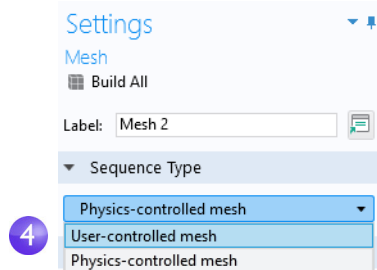 Settings
Mesh
Build All
Label: Mesh 2
Sequence Type
Physics-controlled mesh
4
User-controlled mesh
Physics-controlled mesh